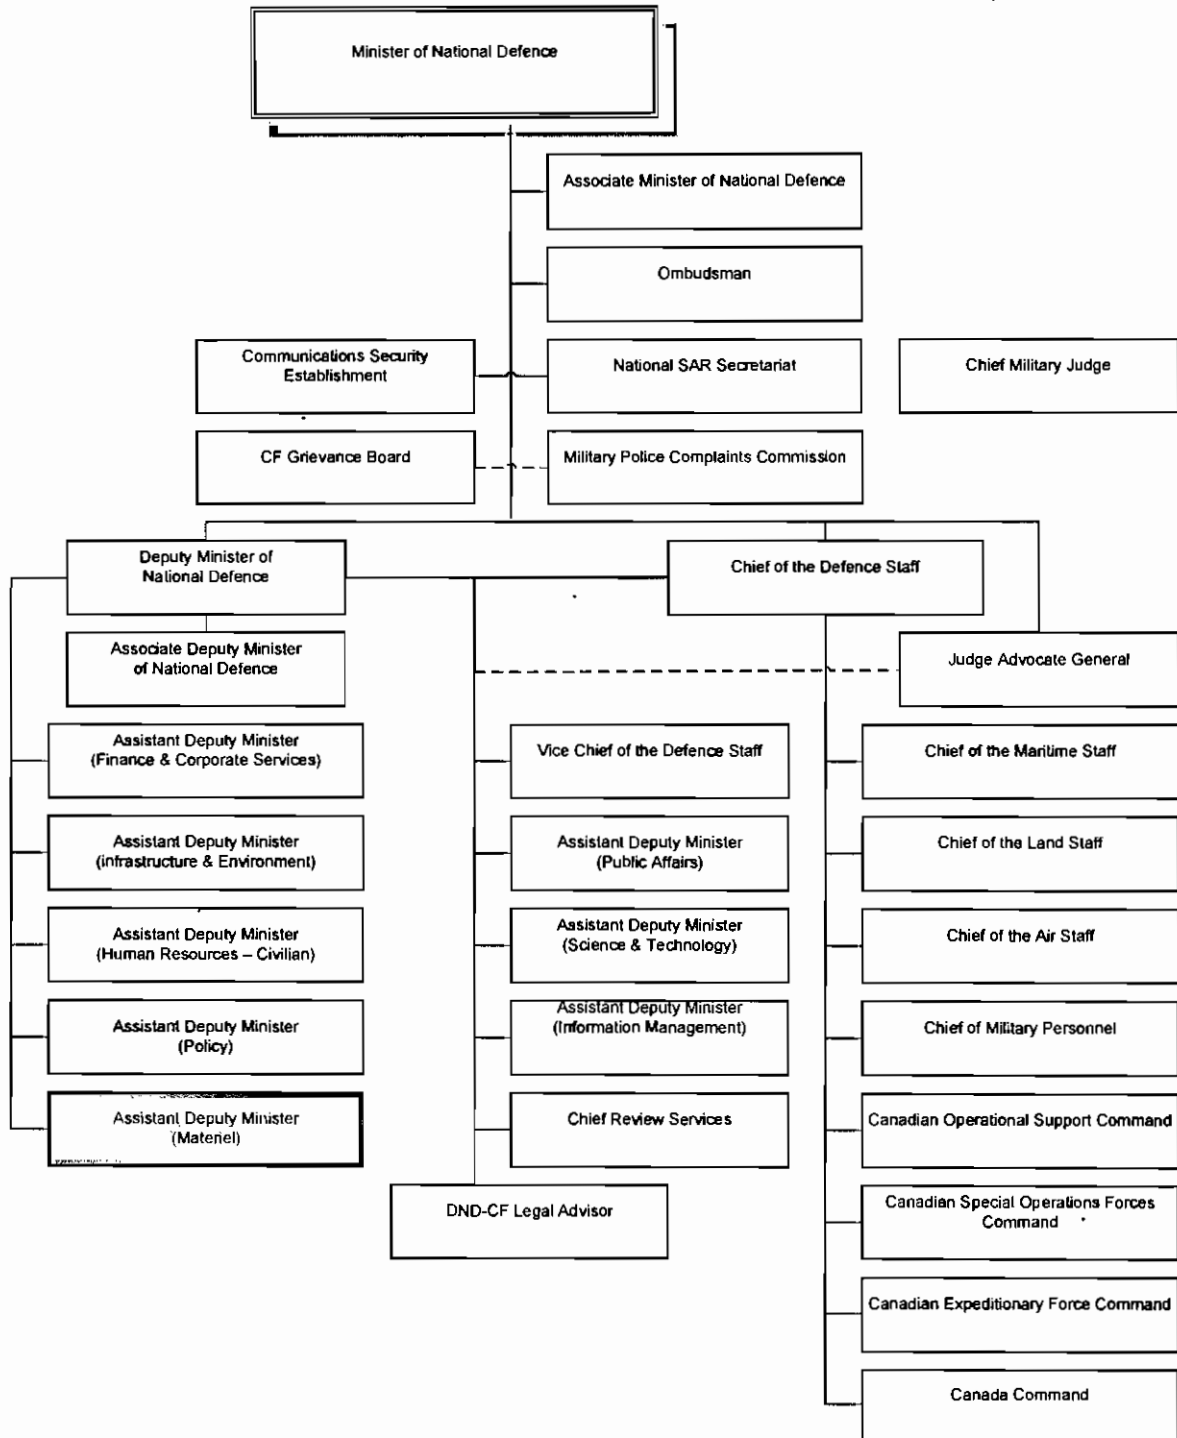 Minister of National Defence
Associate Minister of National Defence
Ombudsman
Communications Security
Establishment
National SAR Secretariat
Chief Military Judge
CF Grievance Board
Military Police Complaints Commission
Deputy Minister of
National Defence
Chief of the Defence Staff
Associate Deputy Minister
of National Defence
Judge Advocate General
Assistant Deputy Minister
(Finance & Corporate Services)
Vice Chief of the Defence Staff
Chief of the Maritime Staff
Assistant Deputy Minister
(Infrastructure & Environment)
Assistant Deputy Minister
(Public Affairs)
Chief of the Land Staff
Assistant Deputy Minister
(Human Resources – Civilian)
Assistant Deputy Minister
(Science & Technology)
Chief of the Air Staff
Assistant Deputy Minister
(Policy)
Assistant Deputy Minister
(Information Management)
Chief of Military Personnel
Assistant Deputy Minister
(Materiel)
Chief Review Services
Canadian Operational Support Command
DND-CF Legal Advisor
Canadian Special Operations Forces
Command
Canadian Expeditionary Force Command
Canada Command